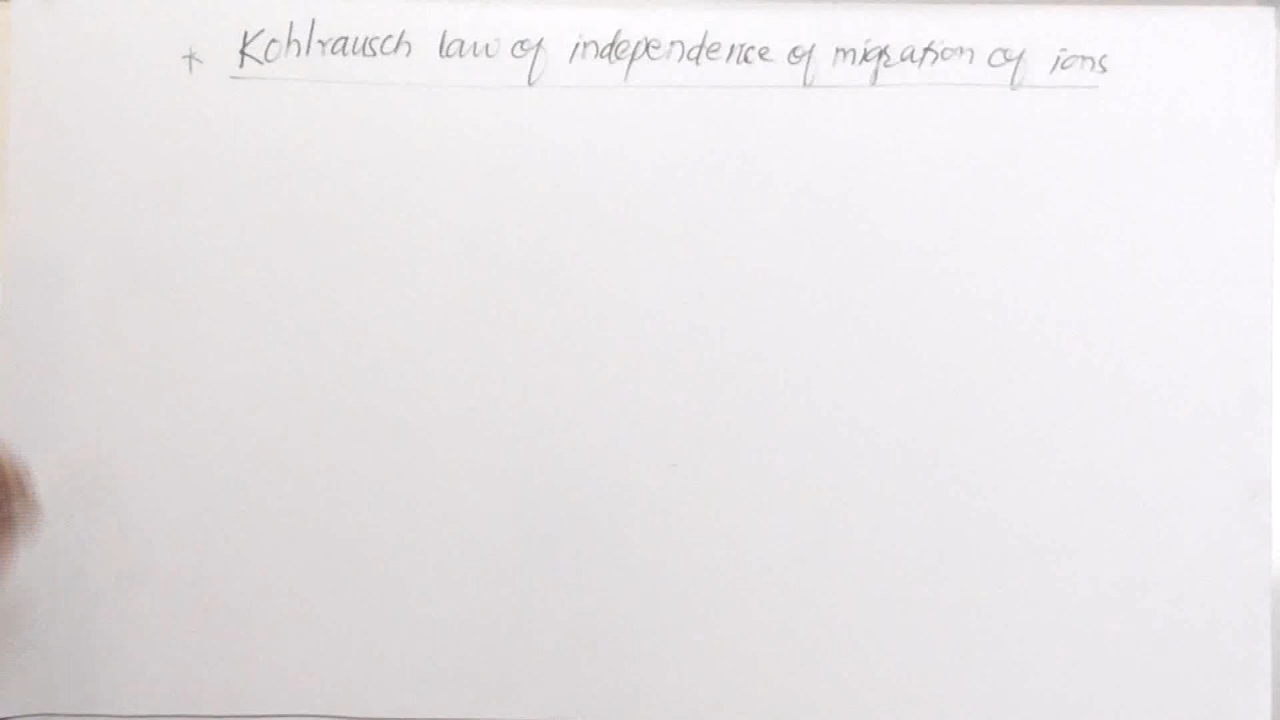 * Kohlrausch law of independence of migration of ions